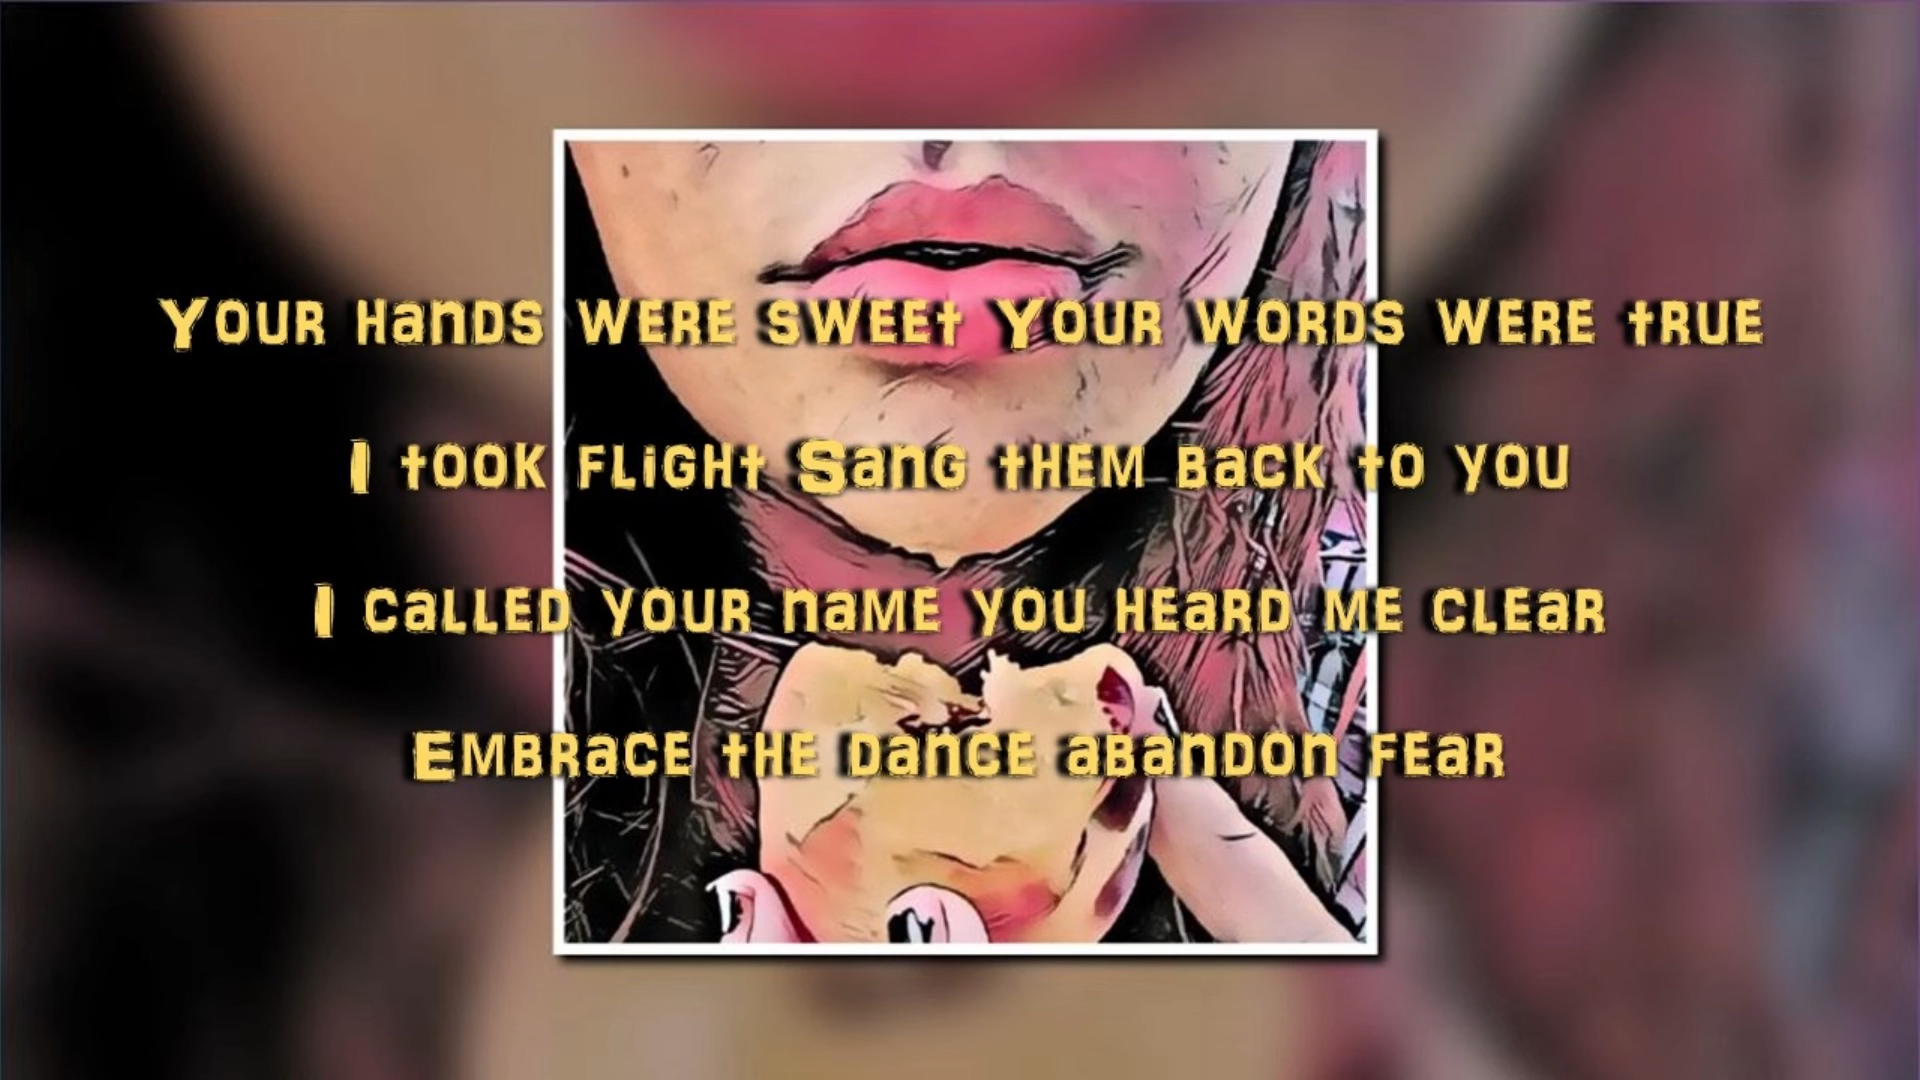 Your hands were sweet Your words were true
I took flight Sang them back to you
I called your name you heard me clear
Embrace the dance abandon fear